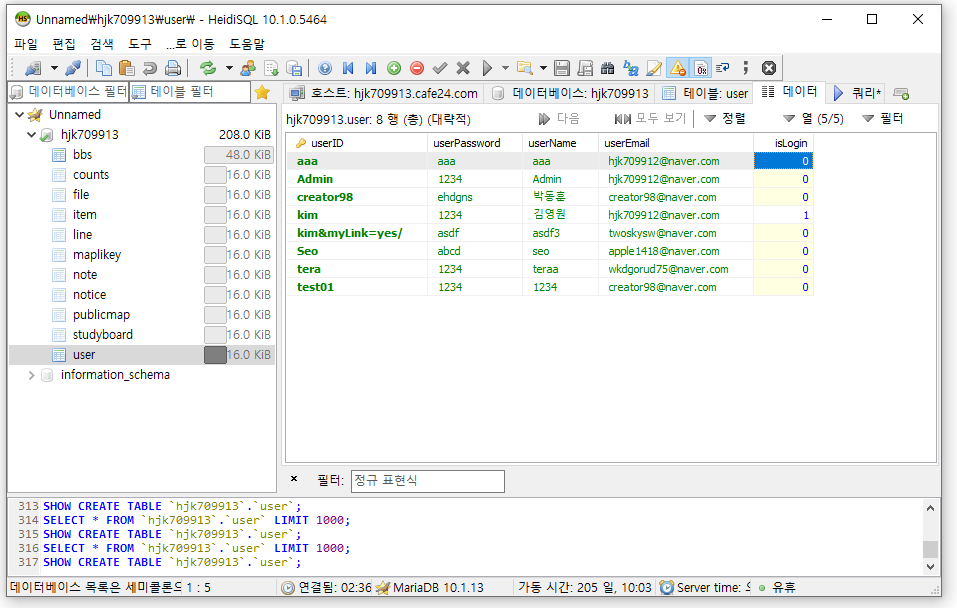 Unnamed₩hjk709913₩user₩ - HeidiSQL 10.1.0.5464
파일 편집 검색 도구 ...로 이동 도움말
데이터베이스 필터 테이블 필터
호스트: hjk709913.cafe24.com 데이터베이스: hjk709913 테이블: user 데이터 쿼리*
Unnamed
hjk709913 208.0 KiB
bbs 48.0 KiB
counts 16.0 KiB
file 16.0 KiB
item 16.0 KiB
line 16.0 KiB
maplikey 16.0 KiB
note 16.0 KiB
notice 16.0 KiB
publicmap 16.0 KiB
studyboard 16.0 KiB
user 16.0 KiB
information_schema
hjk709913.user: 8 행 (총) (대략적) 다음 모두 보기 정렬 열 (5/5) 필터
userID userPassword userName userEmail isLogin
aaa aaa aaa hjk709912@naver.com 0
Admin 1234 Admin hjk709912@naver.com 0
creator98 ehdgns 박동훈 creator98@naver.com 0
kim 1234 김영원 hjk709912@naver.com 1
kim&myLink=yes/ asdf asdf3 twoskysw@naver.com 0
Seo abcd seo apple1418@naver.com 0
tera 1234 teraa wkdgorud75@naver.com 0
test01 1234 1234 creator98@naver.com 0
× 필터: 정규 표현식
313 SHOW CREATE TABLE `hjk709913`.`user`;
314 SELECT * FROM `hjk709913`.`user` LIMIT 1000;
315 SHOW CREATE TABLE `hjk709913`.`user`;
316 SELECT * FROM `hjk709913`.`user` LIMIT 1000;
317 SHOW CREATE TABLE `hjk709913`.`user`;
데이터베이스 목록은 세미콜론으 1 : 5 연결됨: 02:36 MariaDB 10.1.13 가동 시간: 205 일, 10:03 Server time: 유휴